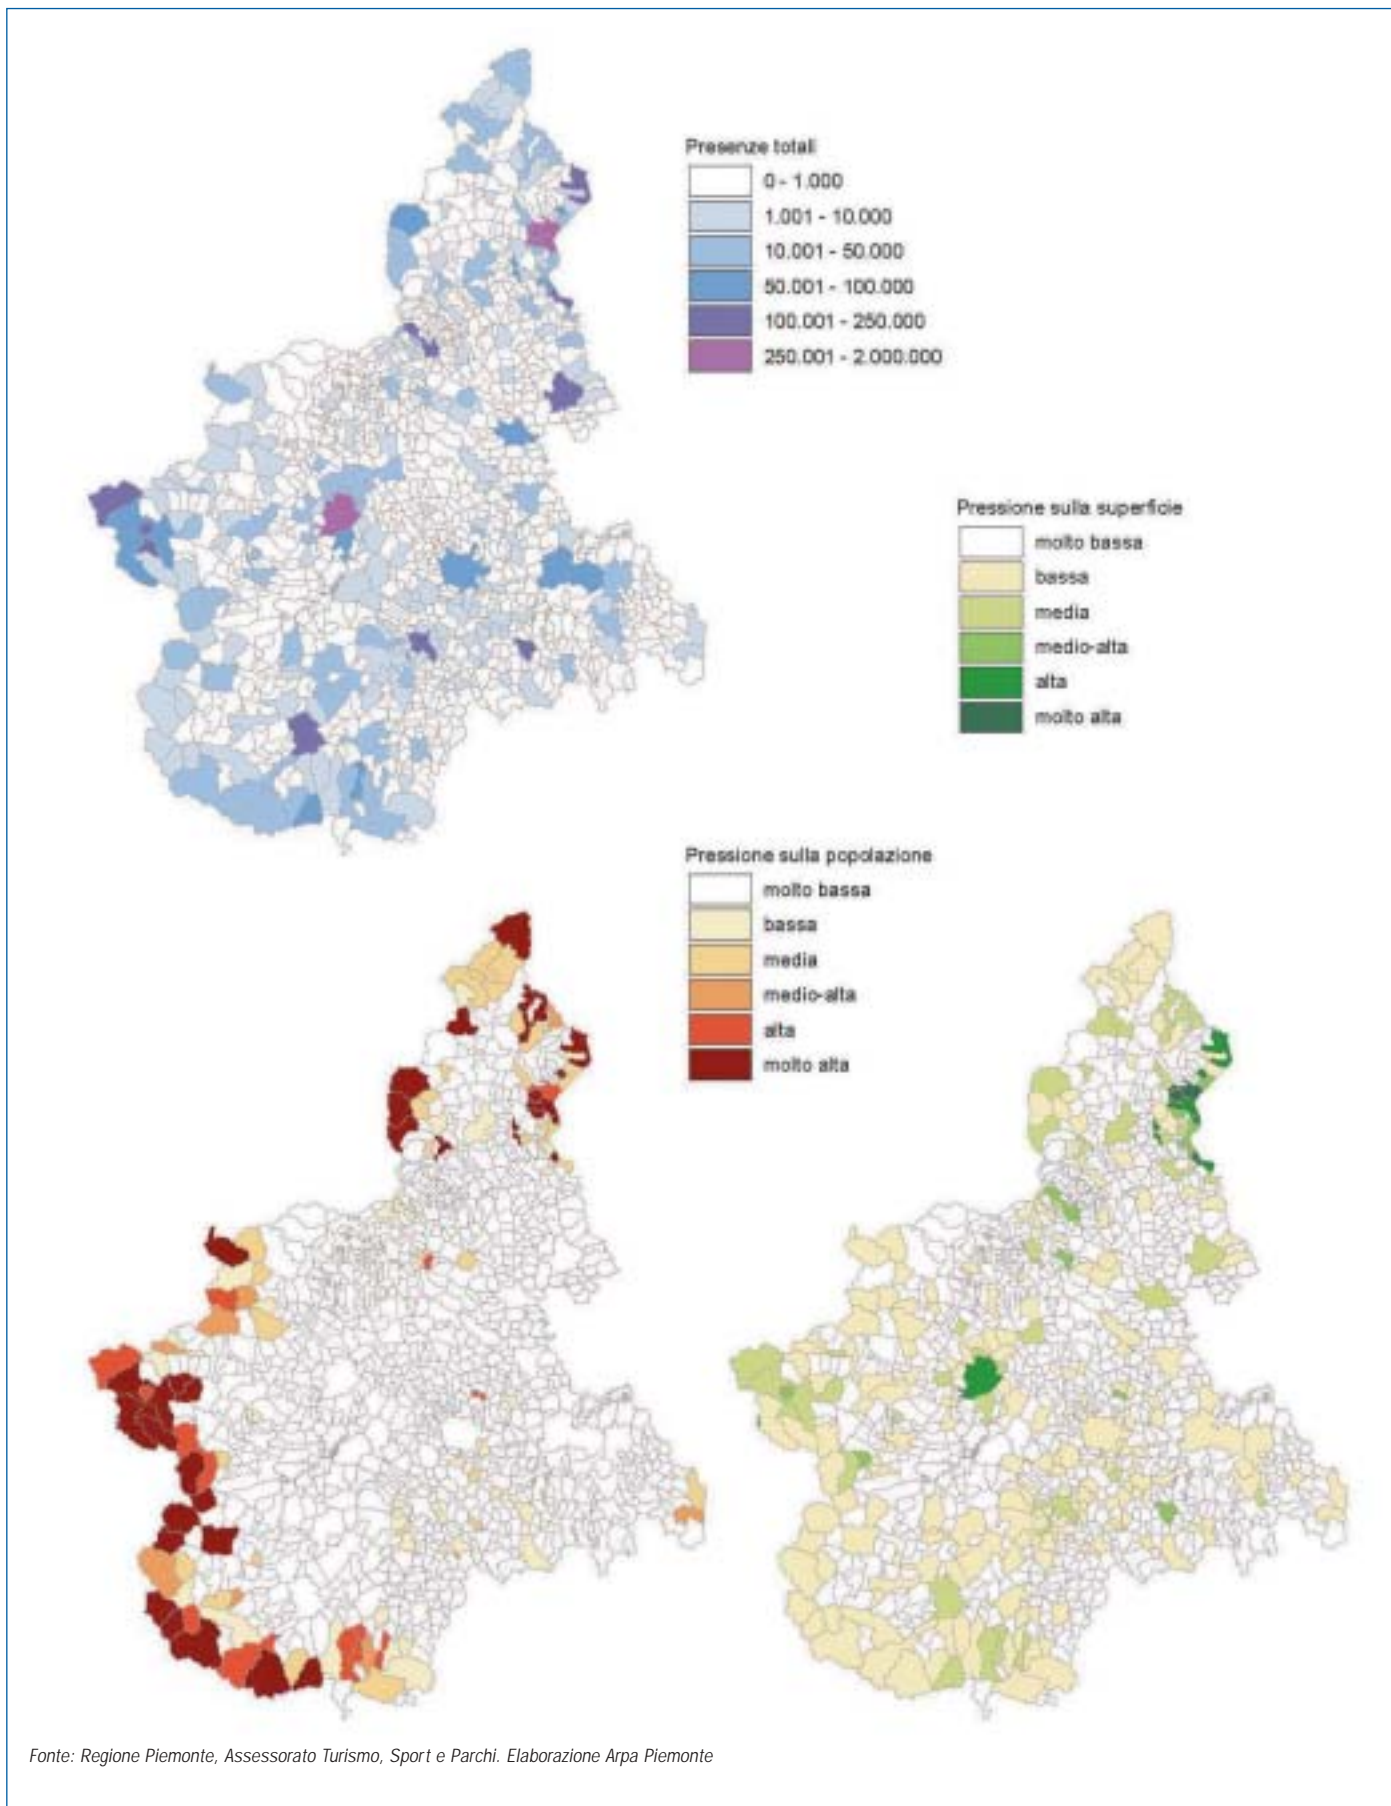 Presenze totali
0 - 1.000
1.001 - 10.000
10.001 - 50.000
50.001 - 100.000
100.001 - 250.000
250.001 - 2.000.000
Pressione sulla superficie
molto bassa
bassa
media
medio-alta
alta
molto alta
Pressione sulla popolazione
molto bassa
bassa
media
medio-alta
alta
molto alta
Fonte: Regione Piemonte, Assessorato Turismo, Sport e Parchi. Elaborazione Arpa Piemonte